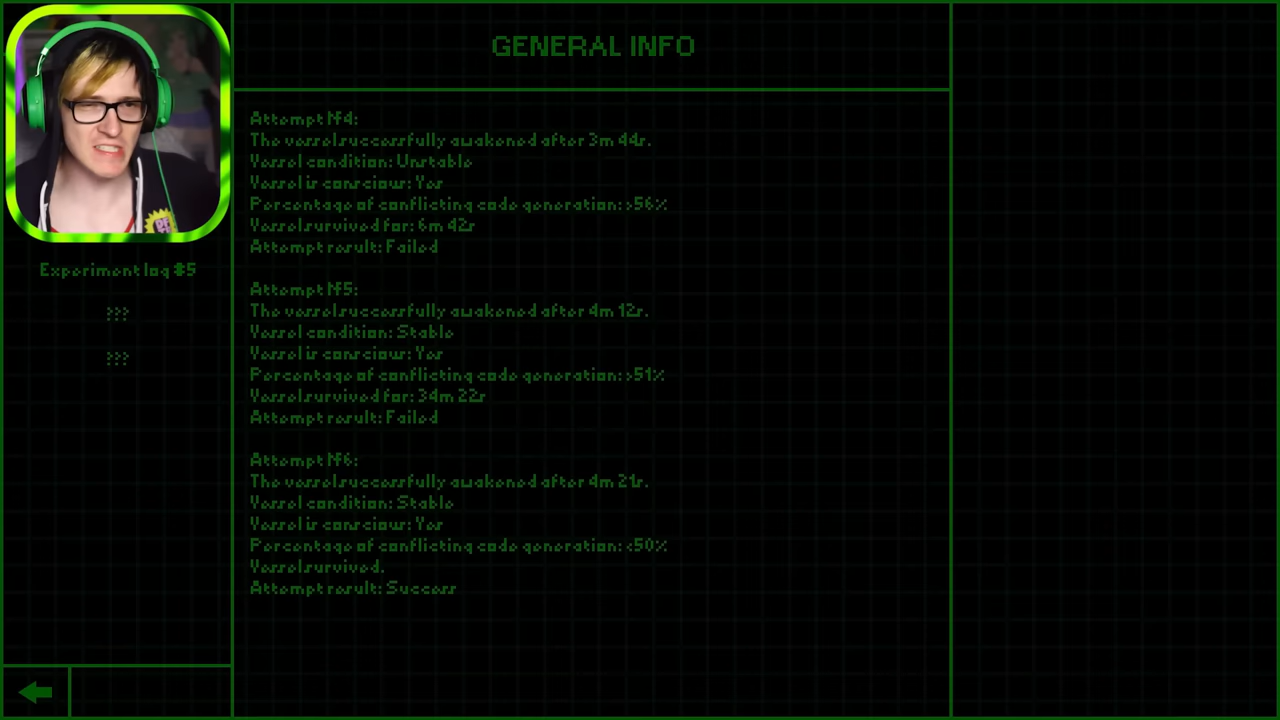 GENERAL INFO
Experiment log #5
???
???
Attempt №4:
The vessel successfully awakened after 3m 44s.
Vessel condition: Unstable
Vessel is conscious: Yes
Percentage of conflicting code generation: >56%
Vessel survived for: 6m 42s
Attempt result: Failed
Attempt №5:
The vessel successfully awakened after 4m 12s.
Vessel condition: Stable
Vessel is conscious: Yes
Percentage of conflicting code generation: >51%
Vessel survived for: 34m 22s
Attempt result: Failed
Attempt №6:
The vessel successfully awakened after 4m 21s.
Vessel condition: Stable
Vessel is conscious: Yes
Percentage of conflicting code generation: <50%
Vessel survived.
Attempt result: Success